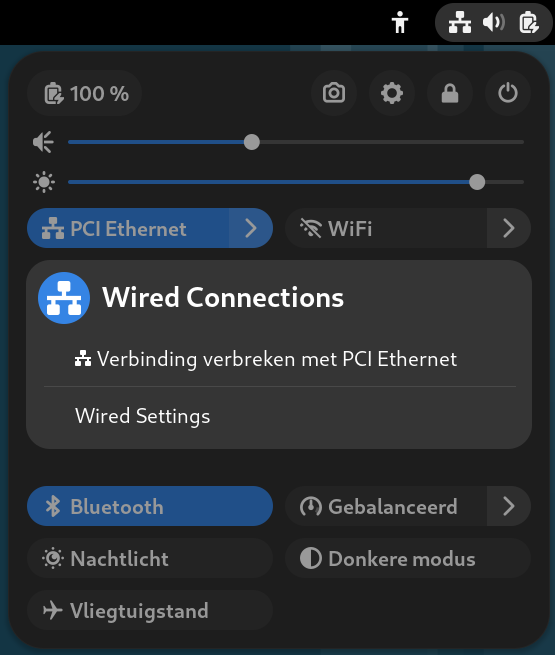 100 %
PCI Ethernet
WiFi
Wired Connections
Verbinding verbreken met PCI Ethernet
Wired Settings
Bluetooth
Gebalanceerd
Nachtlicht
Donkere modus
Vliegtuigstand